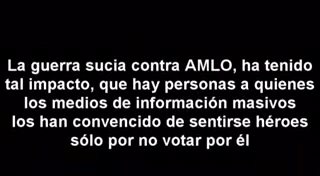 La guerra sucia contra AMLO, ha tenido
tal impacto, que hay personas a quienes
los medios de información masivos
los han convencido de sentirse héroes
sólo por no votar por él